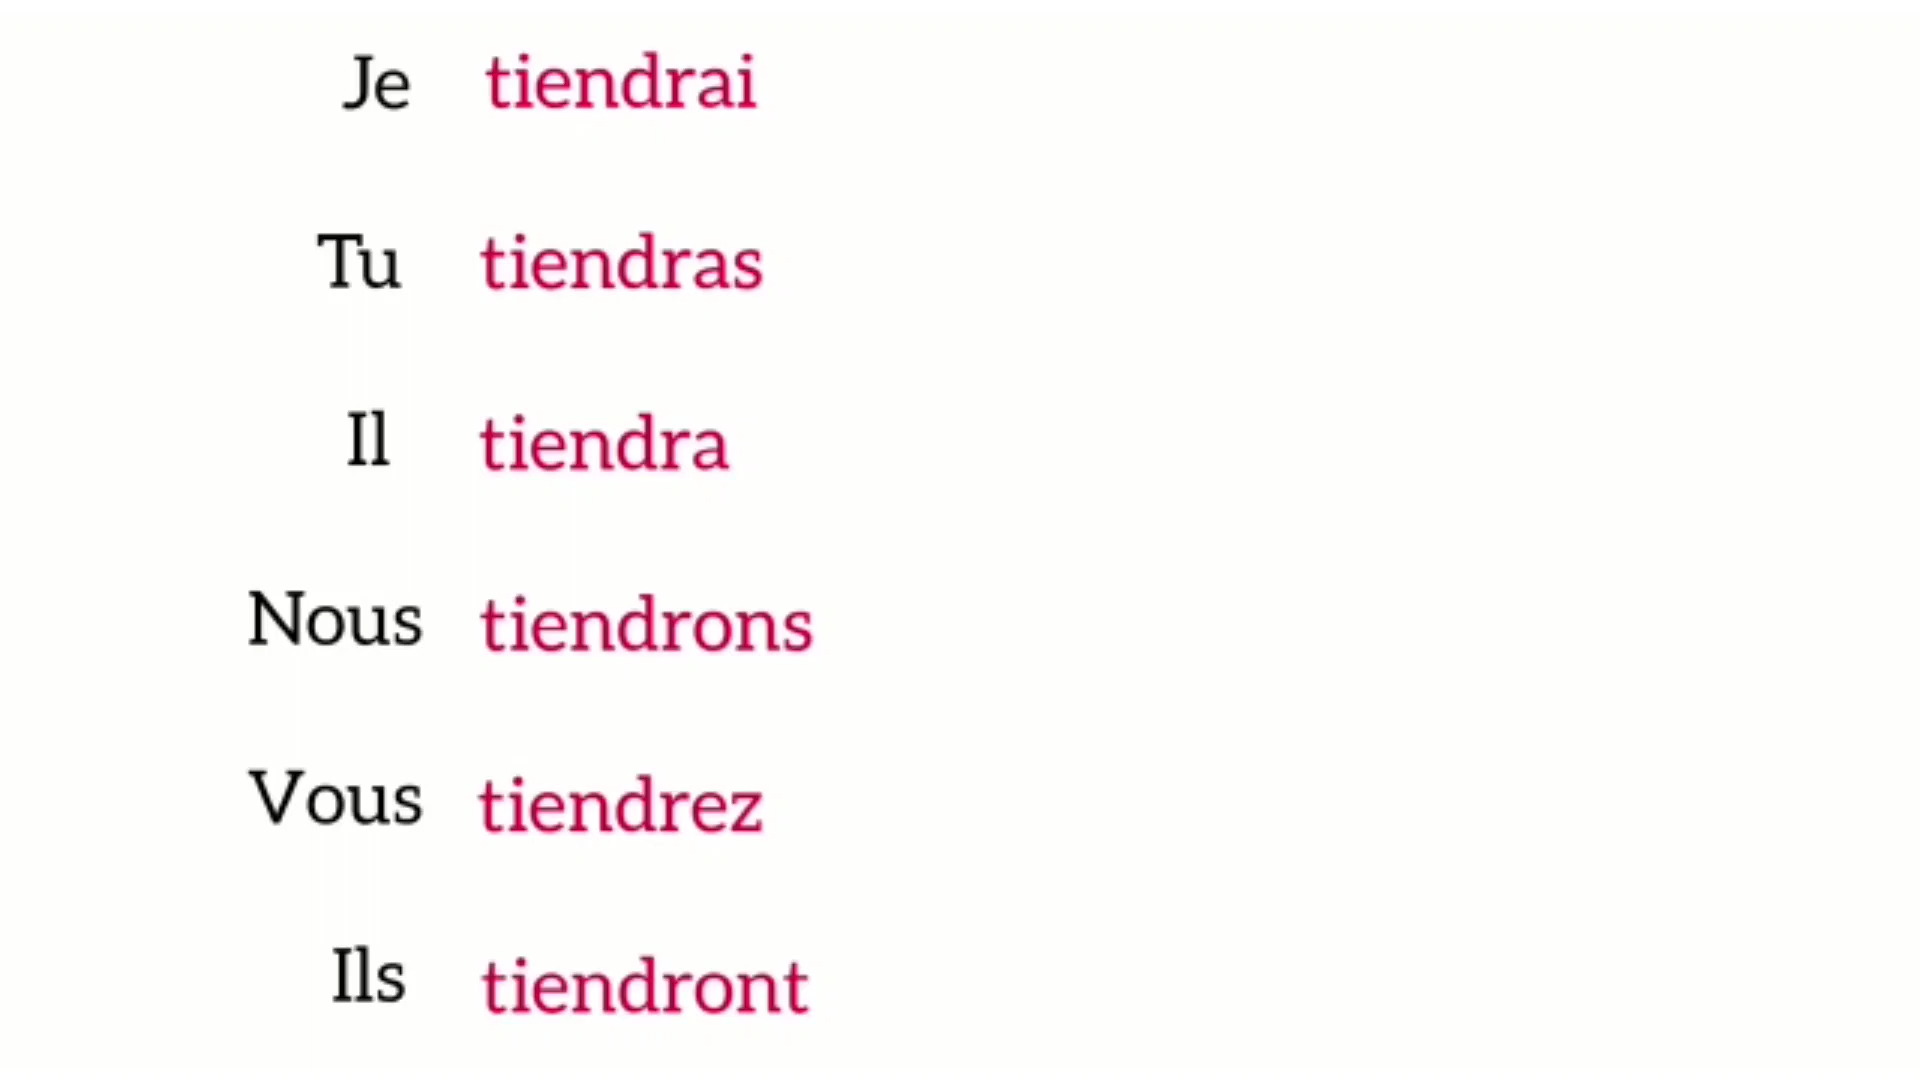 Je tiendrai
Tu tiendras
Il tiendra
Nous tiendrons
Vous tiendrez
Ils tiendront